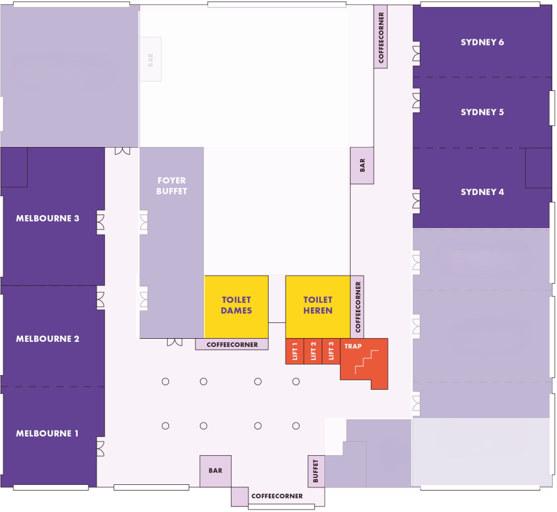 COFFEECORNER
SYDNEY 6
BAR
SYDNEY 5
BAR
FOYER
BUFFET
SYDNEY 4
MELBOURNE 3
TOILET
DAMES
TOILET
HEREN
COFFEECORNER
MELBOURNE 2
COFFEECORNER
LIFT 1
LIFT 2
LIFT 3
TRAP
MELBOURNE 1
BAR
BUFFET
COFFEECORNER